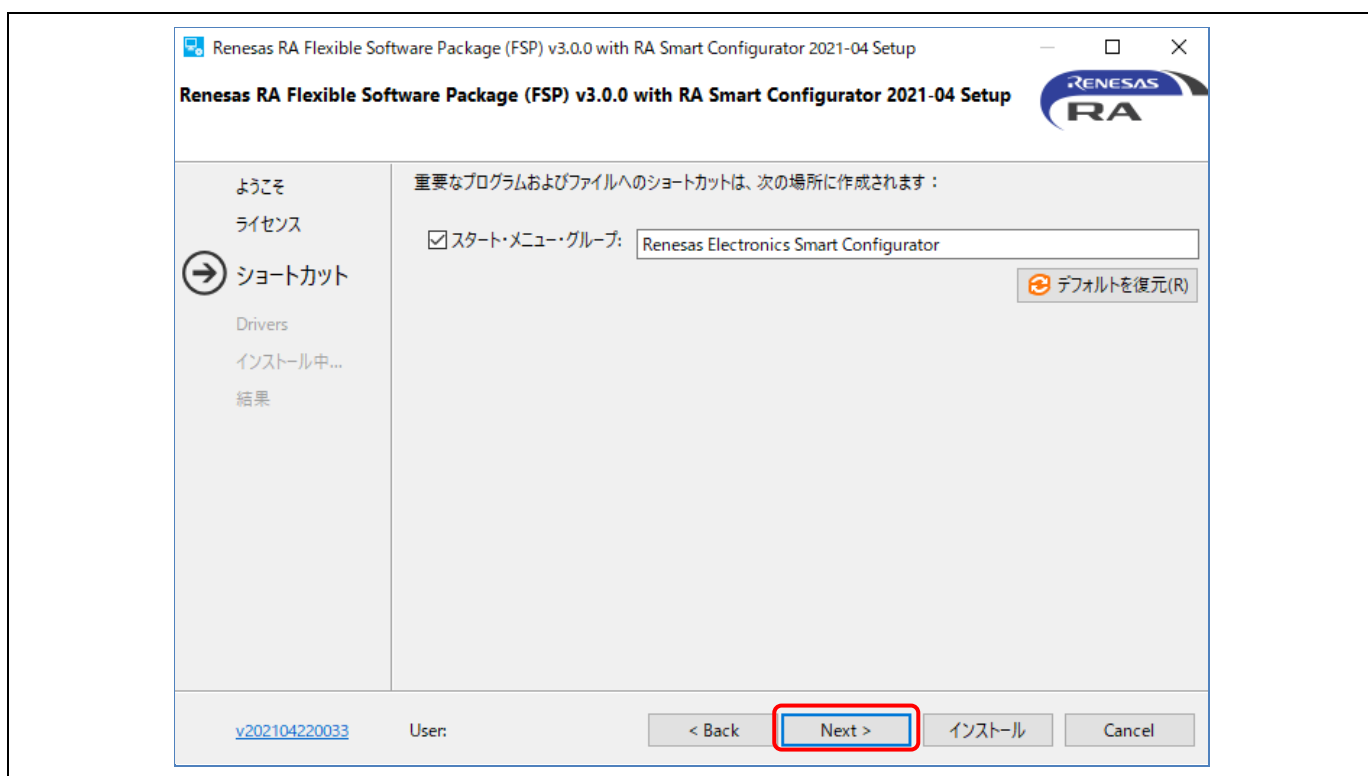 Renesas RA Flexible Software Package (FSP) v3.0.0 with RA Smart Configurator 2021-04 Setup
Renesas RA Flexible Software Package (FSP) v3.0.0 with RA Smart Configurator 2021-04 Setup
RENESAS
RA
ようこそ
ライセンス
ショートカット
Drivers
インストール中...
結果
重要なプログラムおよびファイルへのショートカットは、次の場所に作成されます：
スタート・メニュー・グループ:
Renesas Electronics Smart Configurator
デフォルトを復元(R)
v202104220033
User:
< Back
Next >
インストール
Cancel